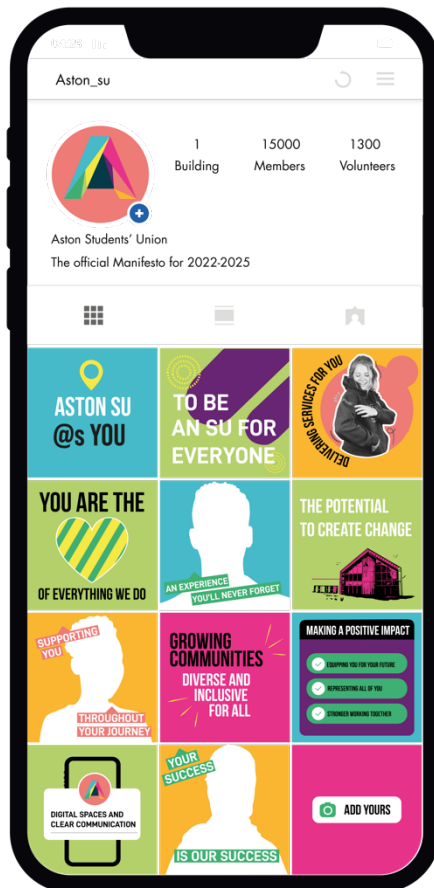 Aston_su
1 15000 1300
Building Members Volunteers
Aston Students' Union
The official Manifesto for 2022-2025
ASTON SU
@s YOU
TO BE
AN SU FOR
EVERYONE
DELIVERING SERVICES FOR YOU
YOU ARE THE
OF EVERYTHING WE DO
AN EXPERIENCE
YOU'LL NEVER FORGET
THE POTENTIAL
TO CREATE CHANGE
SUPPORTING
YOU
THROUGHOUT
YOUR JOURNEY
GROWING
COMMUNITIES
DIVERSE AND
INCLUSIVE
FOR ALL
MAKING A POSITIVE IMPACT
EQUIPPING YOU FOR YOUR FUTURE
REPRESENTING ALL OF YOU
STRONGER WORKING TOGETHER
DIGITAL SPACES AND
CLEAR COMMUNICATION
YOUR
SUCCESS
IS OUR SUCCESS
ADD YOURS